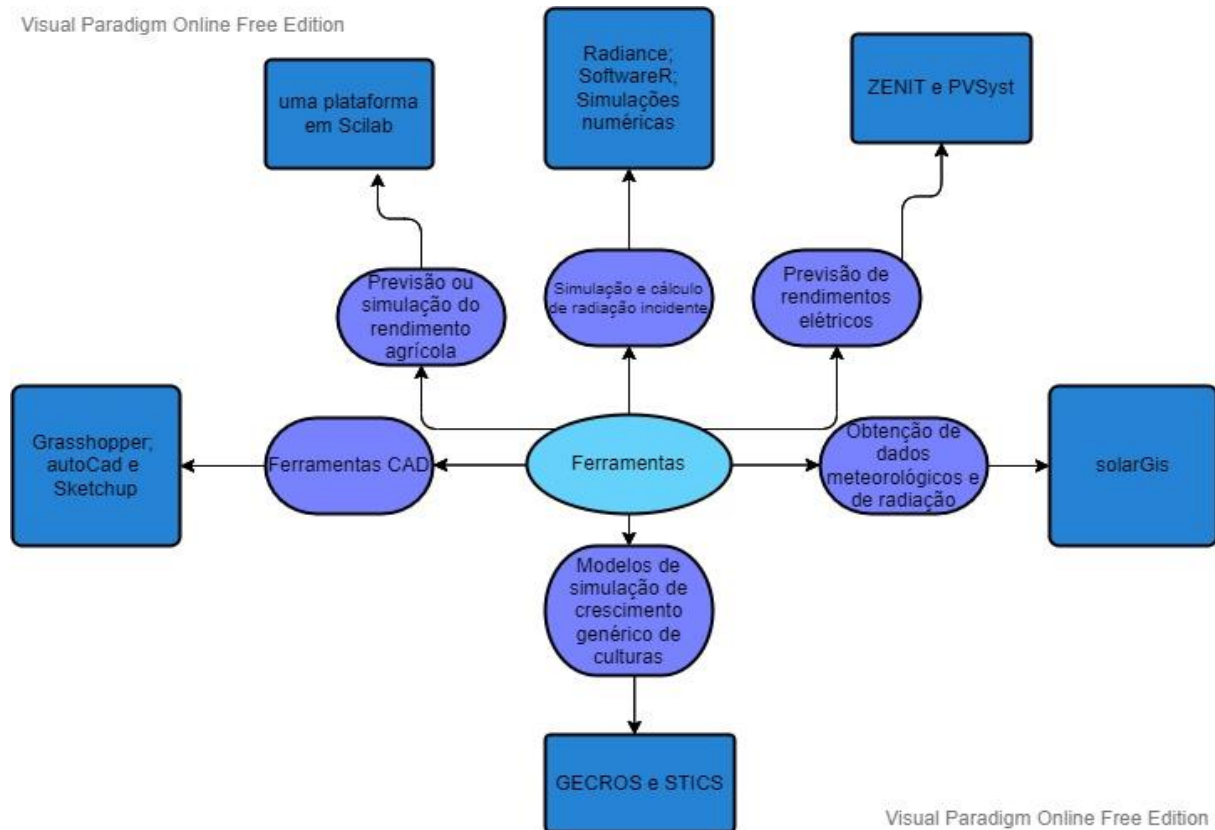 Visual Paradigm Online Free Edition
uma plataforma
em Scilab
Radiance;
SoftwareR;
Simulações
numéricas
ZENIT e PVSyst
Previsão ou
simulação do
rendimento
agrícola
Simulação e cálculo
de radiação incidente
Previsão de
rendimentos
elétricos
Grasshopper;
autoCad e
Sketchup
Ferramentas CAD
Ferramentas
Obtenção de
dados
meteorológicos e
de radiação
solarGis
Modelos de
simulação de
crescimento
genérico de
culturas
GECROS e STICS
Visual Paradigm Online Free Edition